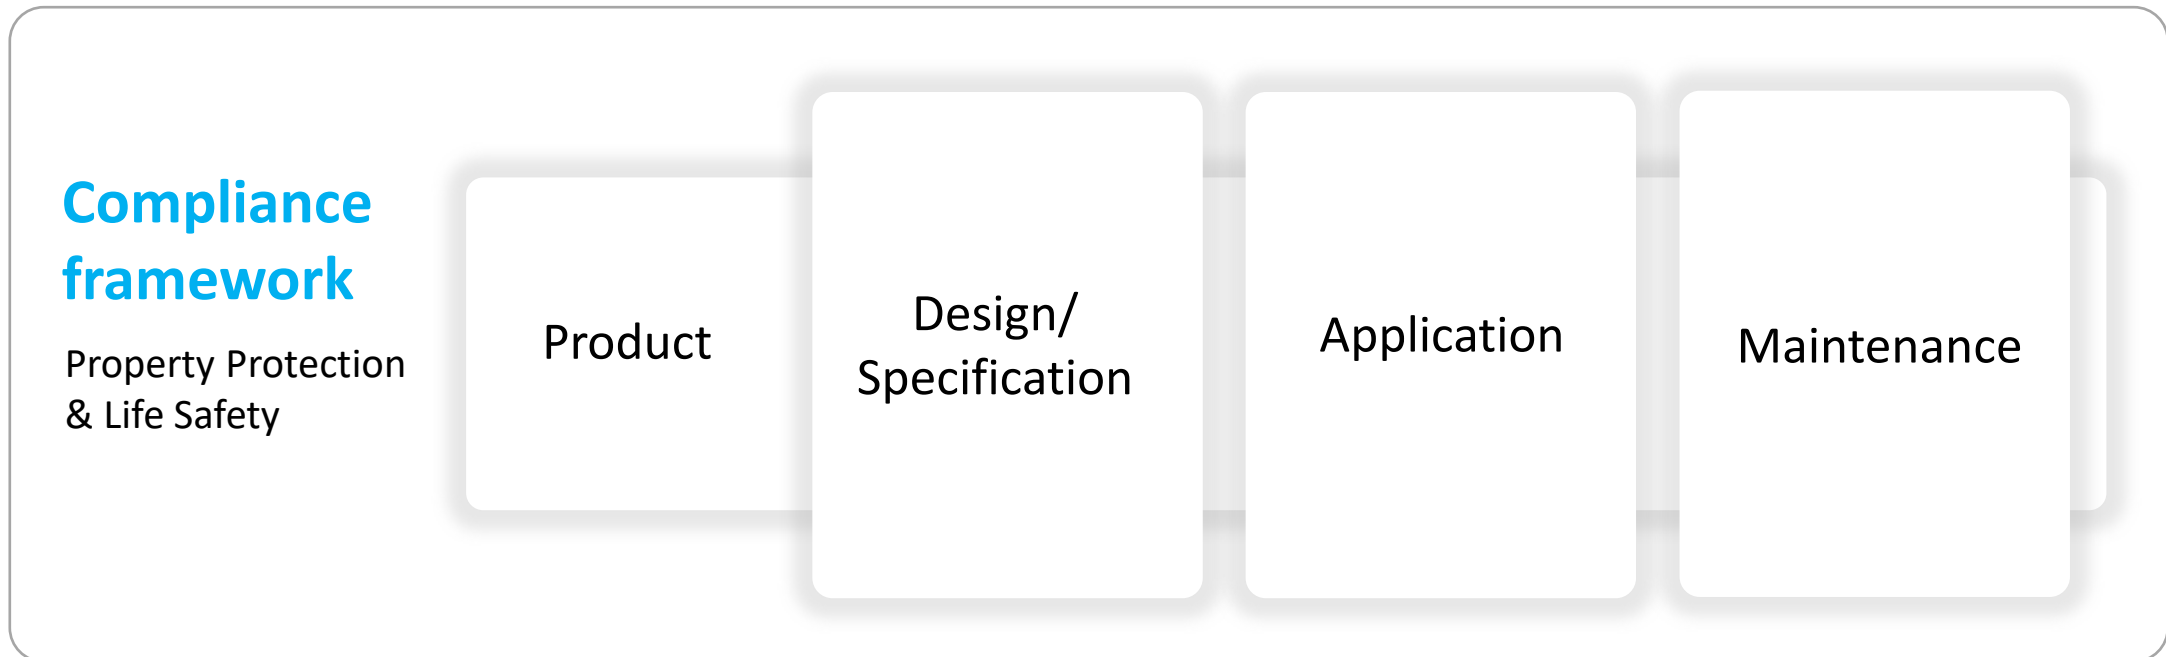 Compliance
framework
Property Protection
& Life Safety
Product
Design/
Specification
Application
Maintenance